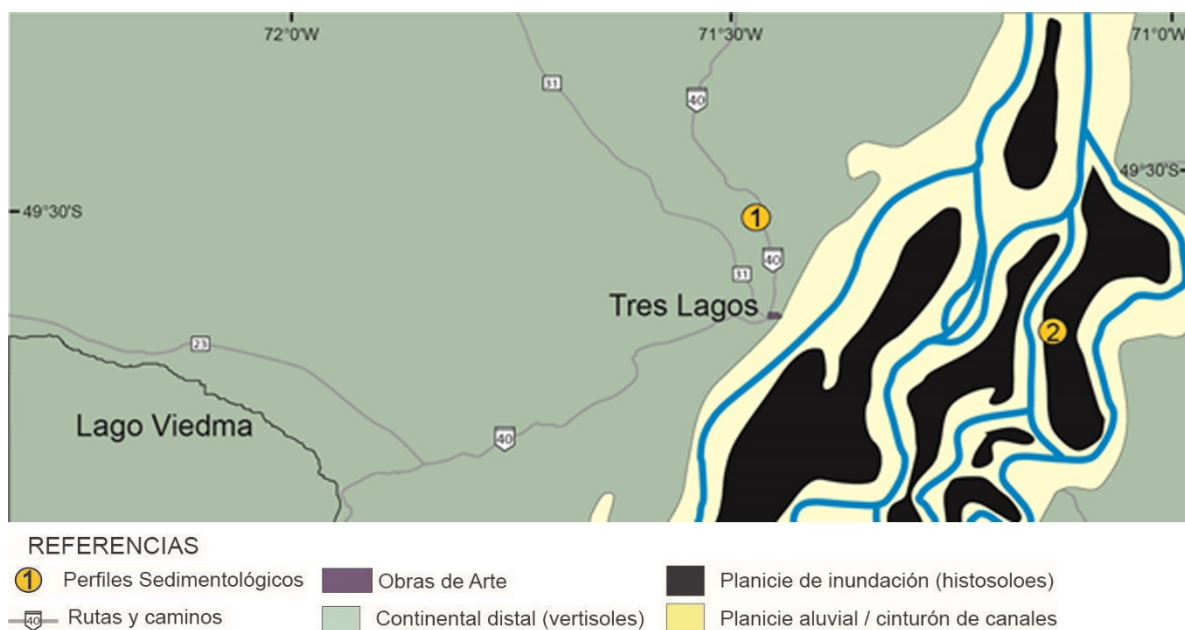 72°0'W
71°30'W
71°0'W
31
40
49°30'S
49°30'S
1
40
31
Tres Lagos
2
23
Lago Viedma
40
REFERENCIAS
1 Perfiles Sedimentológicos
Obras de Arte
Planicie de inundación (histosoloes)
40 Rutas y caminos
Continental distal (vertisoles)
Planicie aluvial / cinturón de canales